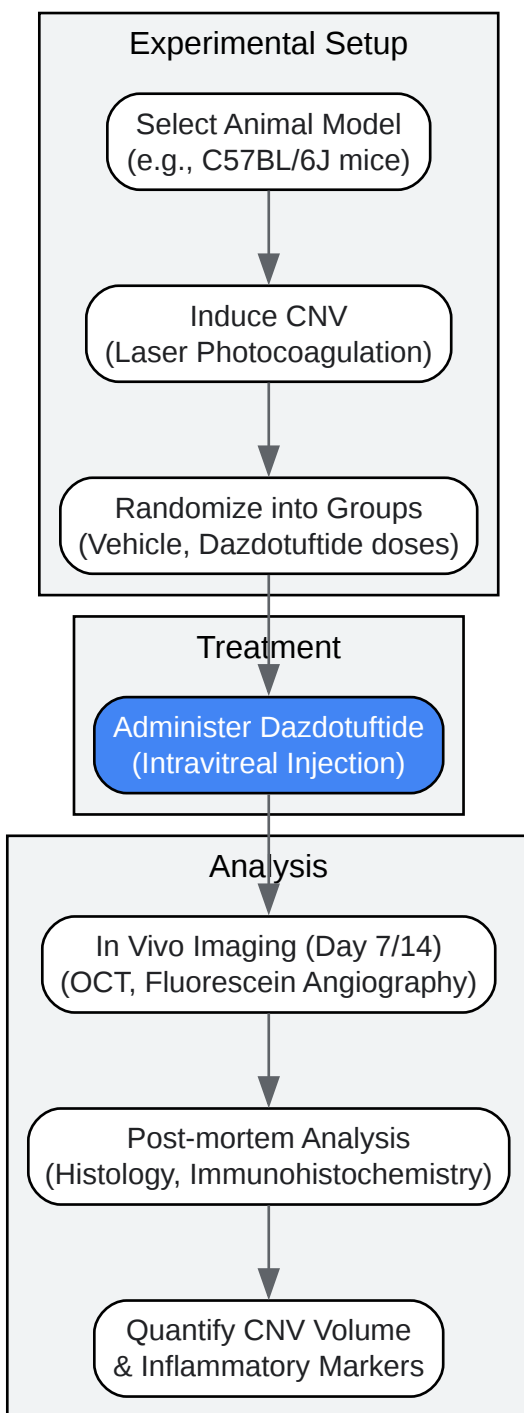 Experimental Setup
Select Animal Model
(e.g., C57BL/6J mice)
Induce CNV
(Laser Photocoagulation)
Randomize into Groups
(Vehicle, Dazdotuftide doses)
Treatment
Administer Dazdotuftide
(Intravitreal Injection)
Analysis
In Vivo Imaging (Day 7/14)
(OCT, Fluorescein Angiography)
Post-mortem Analysis
(Histology, Immunohistochemistry)
Quantify CNV Volume
& Inflammatory Markers